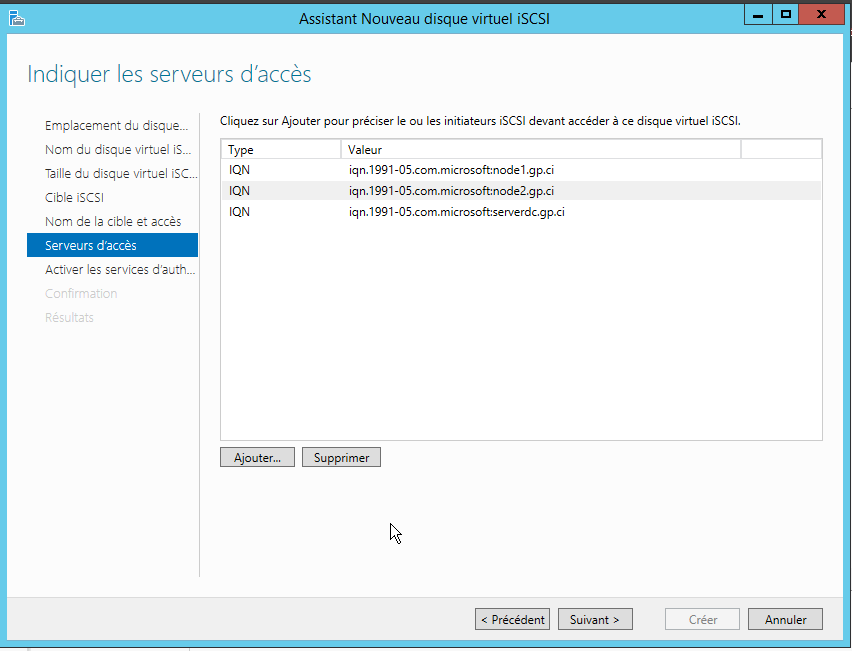 Assistant Nouveau disque virtuel iSCSI
Indiquer les serveurs d'accès
Emplacement du disque...
Nom du disque virtuel iS...
Taille du disque virtuel iSC...
Cible iSCSI
Nom de la cible et accès
Serveurs d'accès
Activer les services d'auth...
Confirmation
Résultats
Cliquez sur Ajouter pour préciser le ou les initiateurs iSCSI devant accéder à ce disque virtuel iSCSI.
Type Valeur
IQN iqn.1991-05.com.microsoft:node1.gp.ci
IQN iqn.1991-05.com.microsoft:node2.gp.ci
IQN iqn.1991-05.com.microsoft:serverdc.gp.ci
Ajouter... Supprimer
< Précédent Suivant > Créer Annuler